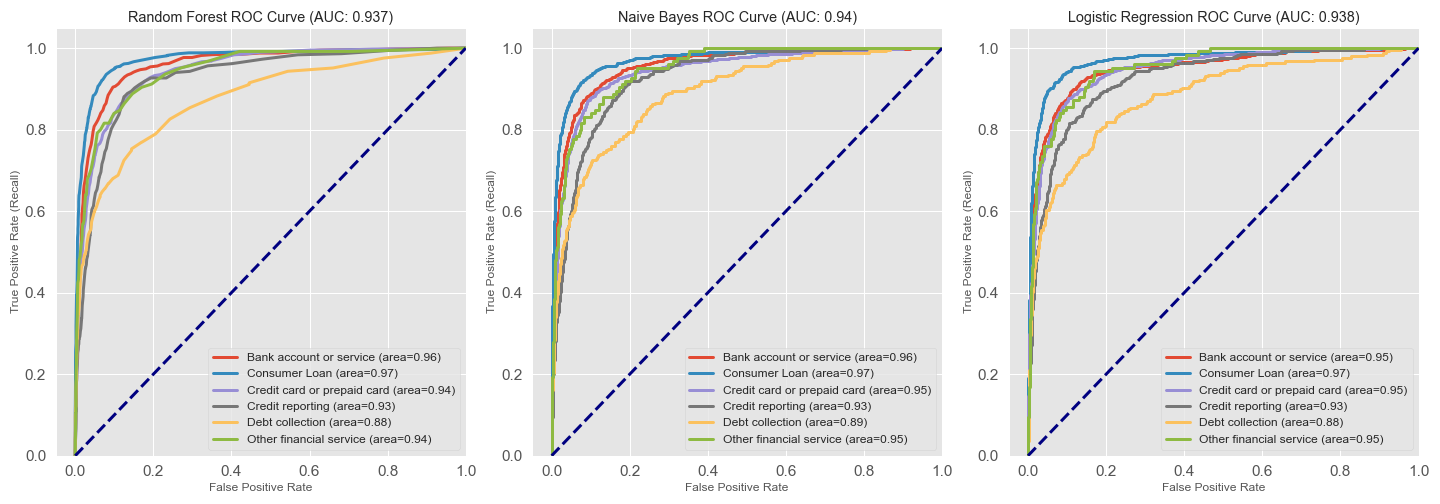 Random Forest ROC Curve (AUC: 0.937)
1.0
0.8
0.6
0.4
0.2
0.0
True Positive Rate (Recall)
Bank account or service (area=0.96)
Consumer Loan (area=0.97)
Credit card or prepaid card (area=0.94)
Credit reporting (area=0.93)
Debt collection (area=0.88)
Other financial service (area=0.94)
0.0 0.2 0.4 0.6 0.8 1.0
False Positive Rate
Naive Bayes ROC Curve (AUC: 0.94)
1.0
0.8
0.6
0.4
0.2
0.0
True Positive Rate (Recall)
Bank account or service (area=0.96)
Consumer Loan (area=0.97)
Credit card or prepaid card (area=0.95)
Credit reporting (area=0.93)
Debt collection (area=0.89)
Other financial service (area=0.95)
0.0 0.2 0.4 0.6 0.8 1.0
False Positive Rate
Logistic Regression ROC Curve (AUC: 0.938)
1.0
0.8
0.6
0.4
0.2
0.0
True Positive Rate (Recall)
Bank account or service (area=0.95)
Consumer Loan (area=0.97)
Credit card or prepaid card (area=0.95)
Credit reporting (area=0.93)
Debt collection (area=0.88)
Other financial service (area=0.95)
0.0 0.2 0.4 0.6 0.8 1.0
False Positive Rate